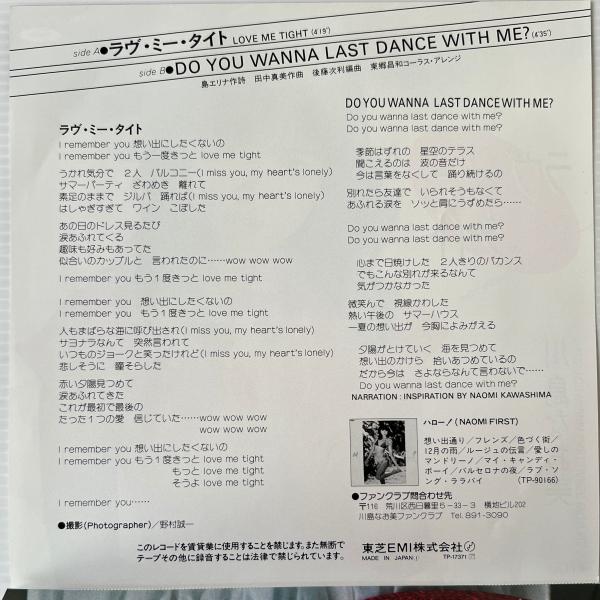 side A●ラヴ・ミー・タイト LOVE ME TIGHT (4'19")
side B●DO YOU WANNA LAST DANCE WITH ME? (4'35")
島エリナ作詩 田中真美作曲 後藤次利編曲 東郷昌和コーラス・アレンジ
ラヴ・ミー・タイト
I remember you 想い出にしたくないの
I remember you もう一度きっと love me tight
うかれ気分で 2人 バルコニー(I miss you, my heart's lonely)
サマーパーティ ざわめき 離れて
素足のままで ジルバ 踊れば(I miss you, my heart's lonely)
はしゃぎすぎて ワイン こぼした
あの日のドレス見るたび
涙あふれてくる
趣味も好みもあってた
似合いのカップルと 言われたのに……wow wow wow
I remember you もう1度きっと love me tight
I remember you 想い出にしたくないの
I remember you もう1度きっと love me tight
人もまばらな海に呼び出され(I miss you, my heart's lonely)
サヨナラなんて 突然言われて
いつものジョークと笑ったけれど(I miss you, my heart's lonely)
悲しそうに 瞳そらした
赤い夕陽見つめて
涙あふれてきた
これが最初で最後の
たった1つの愛 信じていた……wow wow wow
wow wow wow
I remember you 想い出にしたくないの
I remember you もう1度きっと love me tight
もっと love me tight
そうよ love me tight
I remember you……
●撮影(Photographer)/野村誠一
DO YOU WANNA LAST DANCE WITH ME?
Do you wanna last dance with me?
Do you wanna last dance with me?
季節はずれの 星空のテラス
聞こえるのは 波の音だけ
今は言葉をなくして 踊り続けるの
別れたら友達で いられそうもなくて
あふれる涙を ソッと肩にうずめたら……
Do you wanna last dance with me?
Do you wanna last dance with me?
心まで日焼けした 2人きりのバカンス
でもこんな別れが来るなんて
気がつかなかった
微笑んで 視線かわした
熱い午後の サマーハウス
一夏の想い出が 今胸によみがえる
夕陽がとけていく 海を見つめて
想い出のかけら 拾いあつめているの
だから今は さよならなんて言わないで……
Do you wanna last dance with me?
NARRATION : INSPIRATION BY NAOMI KAWASHIMA
ハローノ(NAOMI FIRST)
想い出通り/フレンズ/色づく街/
12月の雨/ルージュの伝言/愛しの
マンドリーノ/マイ・キャンディ・
ボーイ/バルセロナの夜/ラブ・ソ
ング・ララバイ (TP-90166)
●ファンクラブ問合わせ先
〒116 荒川区西日暮里5-33-3 横地ビル202
川島なお美ファンクラブ Tel. 891-3090
このレコードを賃貸業に使用することを禁じます。また無断で
テープその他に録音することは法律で禁じられています。
東芝EMI株式会社
MADE IN JAPAN
TP-17371